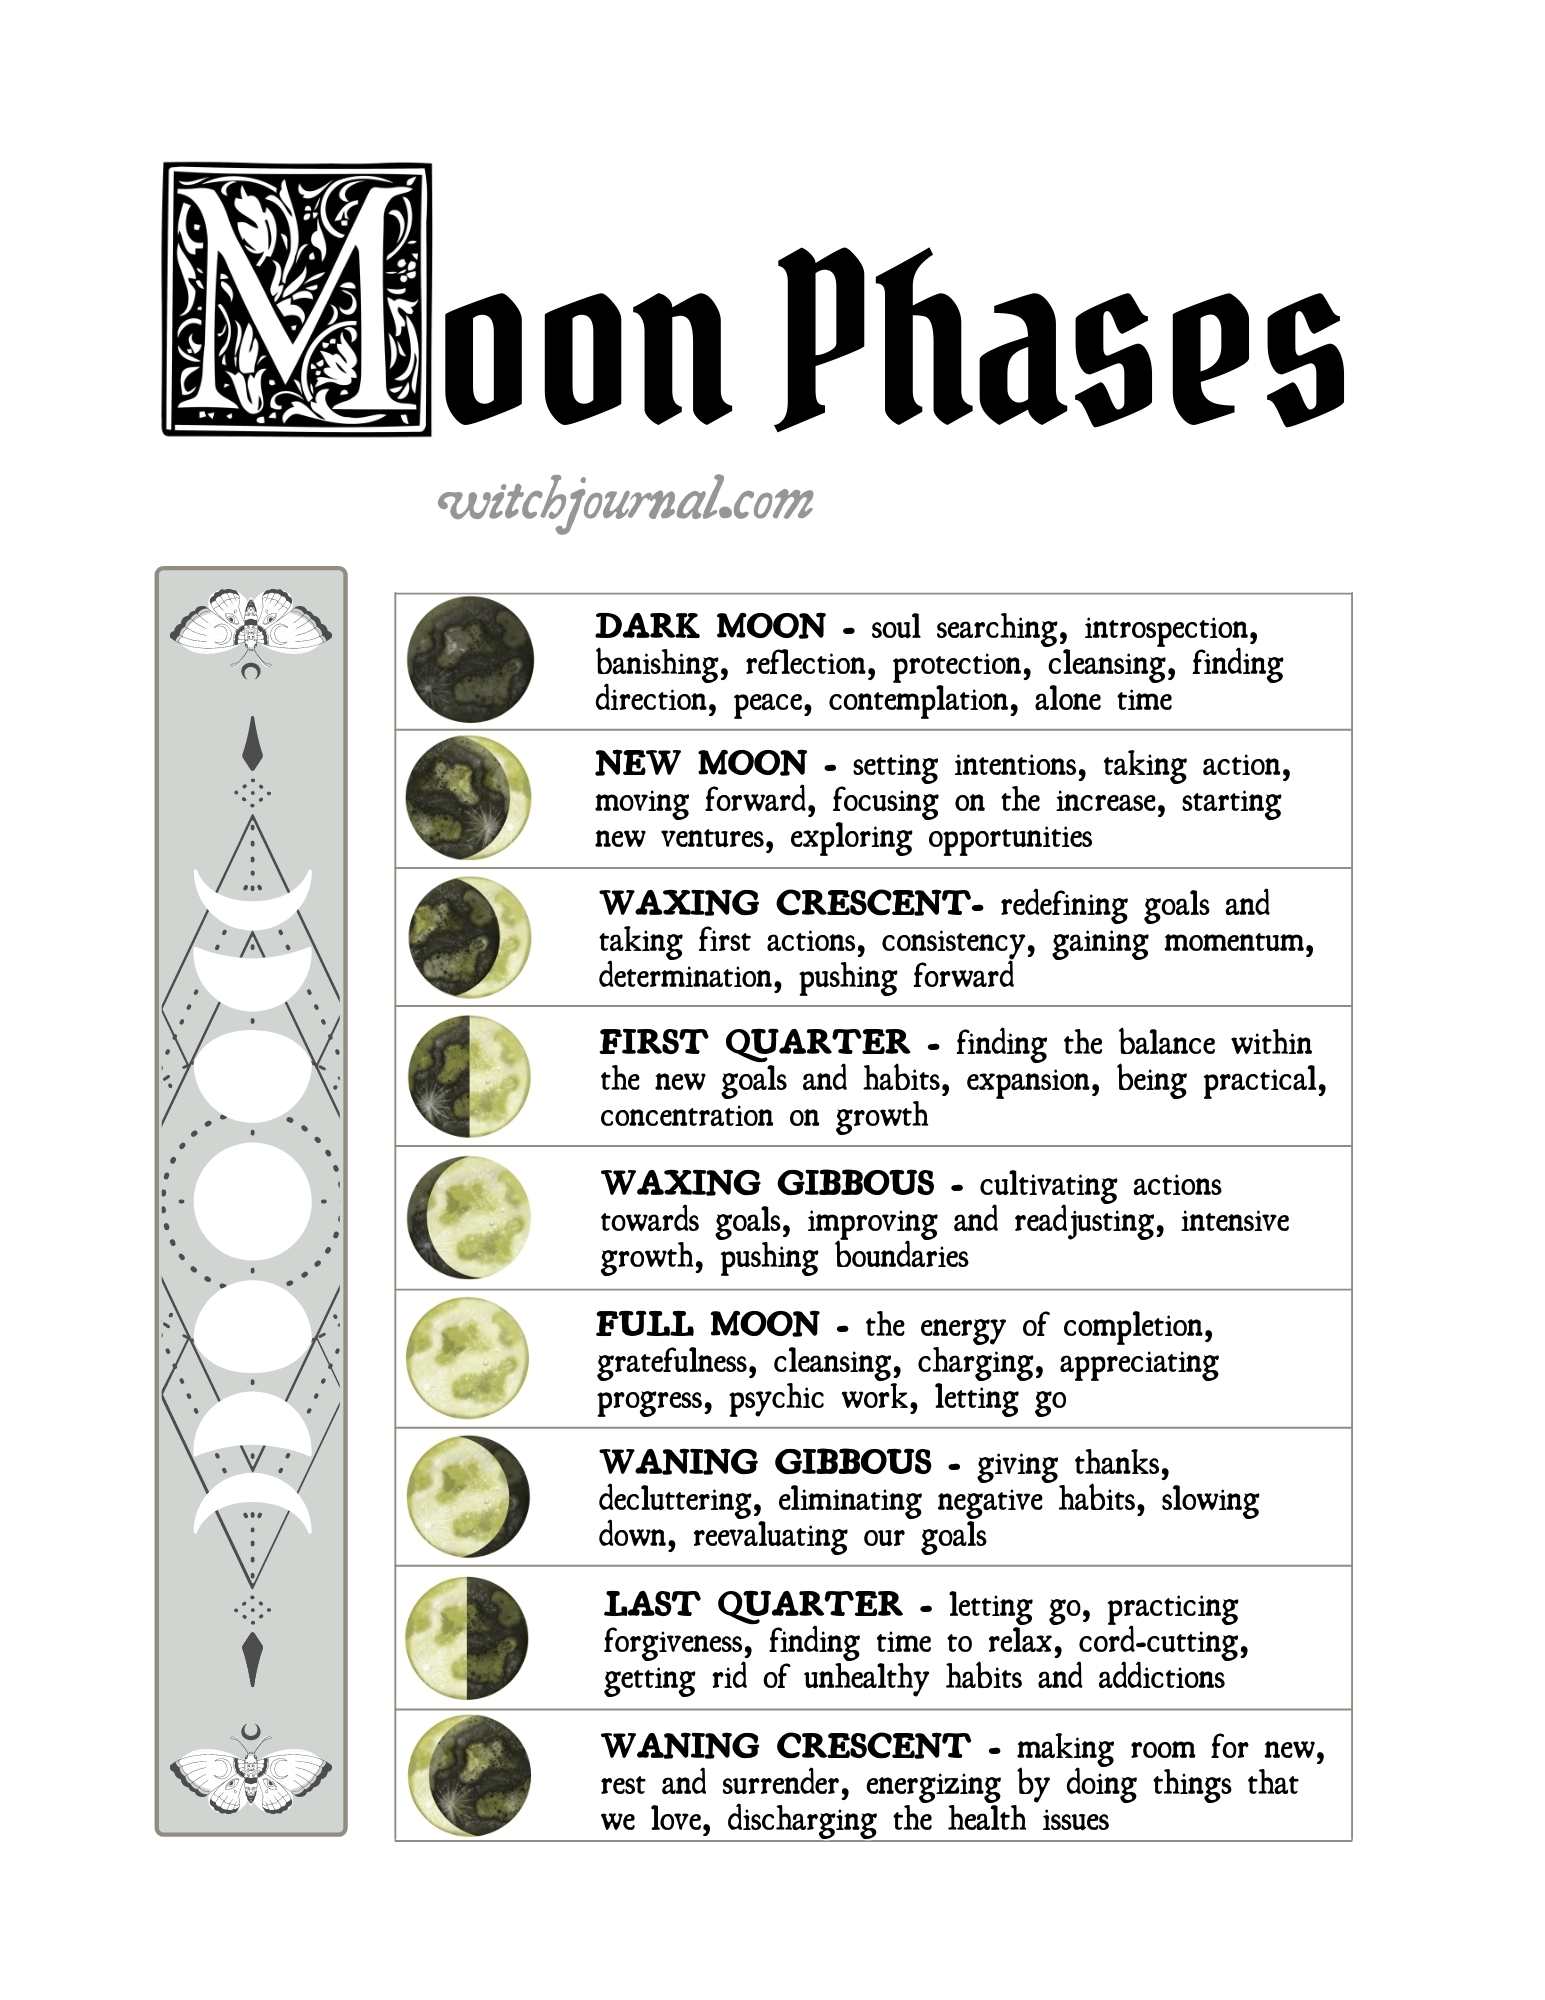 Moon Phases
witchjournal.com
DARK MOON - soul searching, introspection,
banishing, reflection, protection, cleansing, finding
direction, peace, contemplation, alone time
NEW MOON - setting intentions, taking action,
moving forward, focusing on the increase, starting
new ventures, exploring opportunities
WAXING CRESCENT- redefining goals and
taking first actions, consistency, gaining momentum,
determination, pushing forward
FIRST QUARTER - finding the balance within
the new goals and habits, expansion, being practical,
concentration on growth
WAXING GIBBOUS - cultivating actions
towards goals, improving and readjusting, intensive
growth, pushing boundaries
FULL MOON - the energy of completion,
gratefulness, cleansing, charging, appreciating
progress, psychic work, letting go
WANING GIBBOUS - giving thanks,
decluttering, eliminating negative habits, slowing
down, reevaluating our goals
LAST QUARTER - letting go, practicing
forgiveness, finding time to relax, cord-cutting,
getting rid of unhealthy habits and addictions
WANING CRESCENT - making room for new,
rest and surrender, energizing by doing things that
we love, discharging the health issues